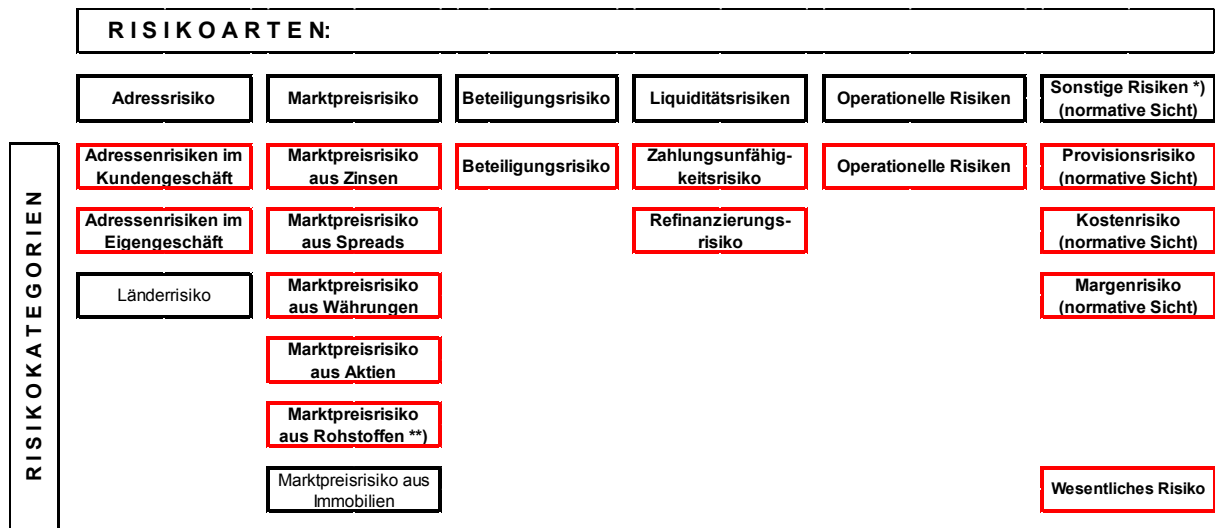 RISIKOARTEN:
Adressrisiko
Marktpreisrisiko
Beteiligungsrisiko
Liquiditätsrisiken
Operationelle Risiken
Sonstige Risiken *)
(normative Sicht)
RISIKOKATEGORIEN
Adressenrisiken im
Kundengeschäft
Marktpreisrisiko
aus Zinsen
Beteiligungsrisiko
Zahlungsunfähig-
keitsrisiko
Operationelle Risiken
Provisionsrisiko
(normative Sicht)
Adressenrisiken im
Eigengeschäft
Marktpreisrisiko
aus Spreads
Refinanzierungs-
risiko
Kostenrisiko
(normative Sicht)
Länderrisiko
Marktpreisrisiko
aus Währungen
Margenrisiko
(normative Sicht)
Marktpreisrisiko
aus Aktien
Marktpreisrisiko
aus Rohstoffen **)
Marktpreisrisiko aus
Immobilien
Wesentliches Risiko